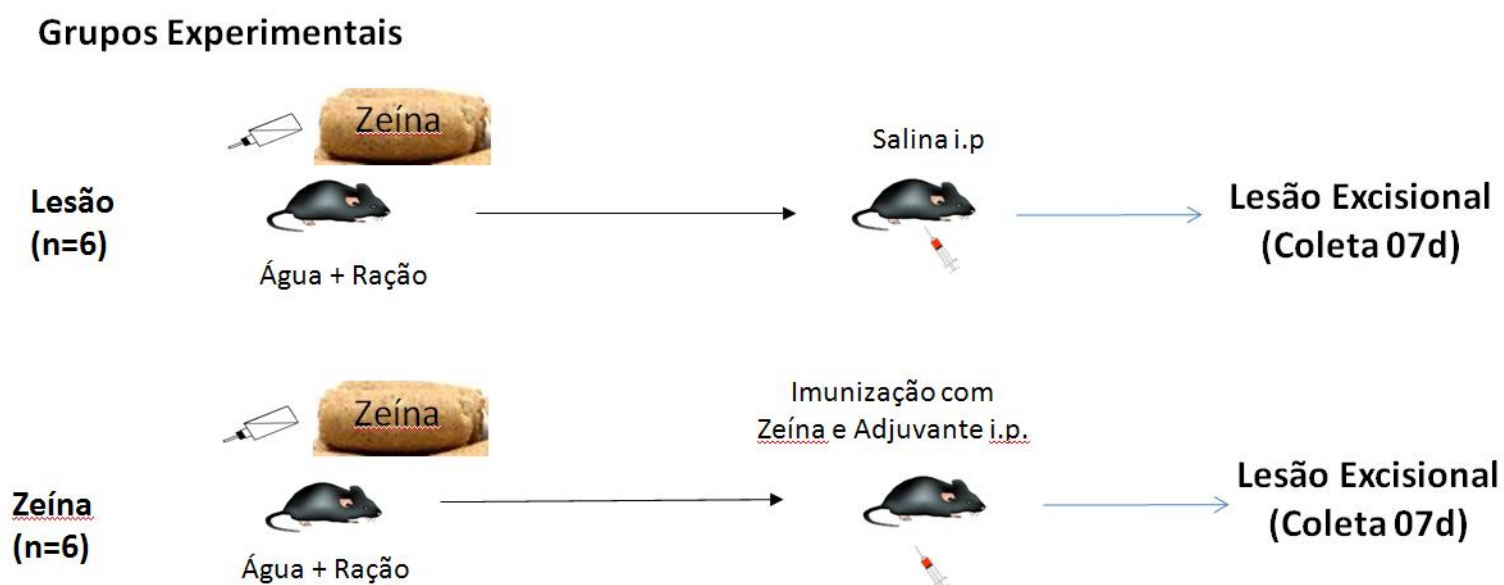 Grupos Experimentais
Zeína
Salina i.p
Lesão
(n=6)
Água + Ração
Lesão Excisional
(Coleta 07d)
Zeína
Imunização com
Zeína e Adjuvante i.p.
Zeína
(n=6)
Água + Ração
Lesão Excisional
(Coleta 07d)